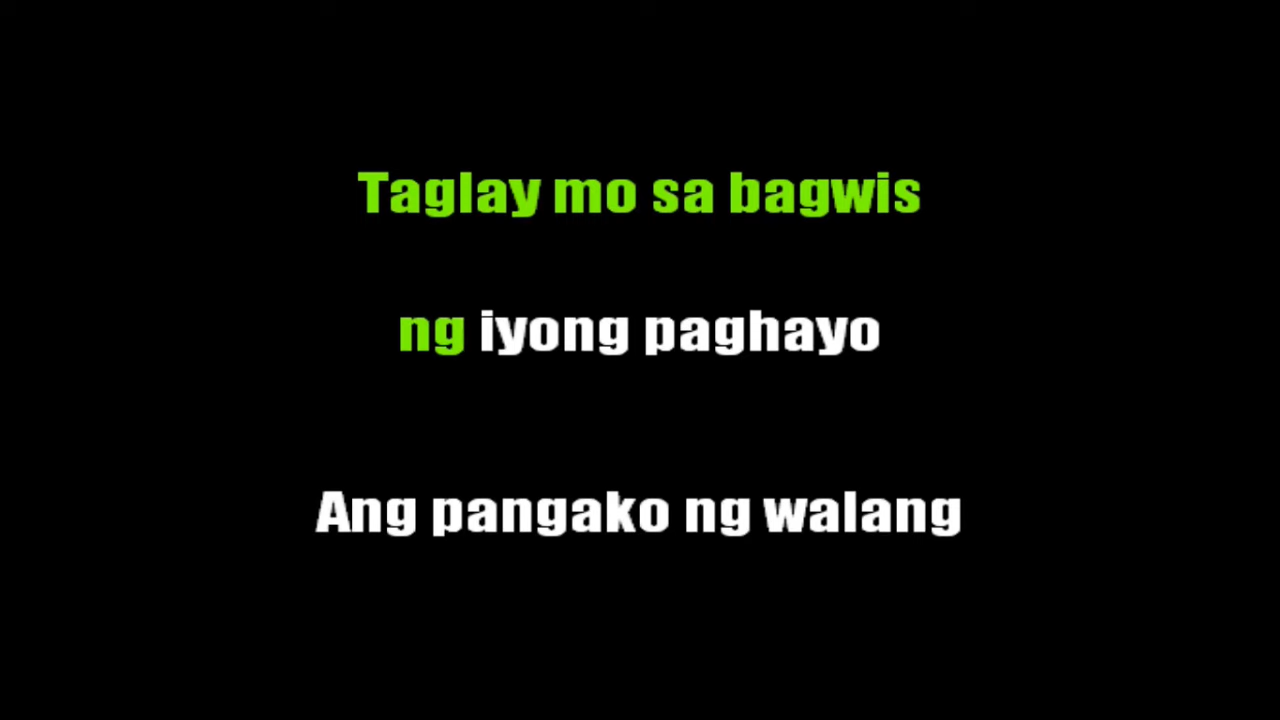 Taglay mo sa bagwis
ng iyong paghayo
Ang pangako ng walang